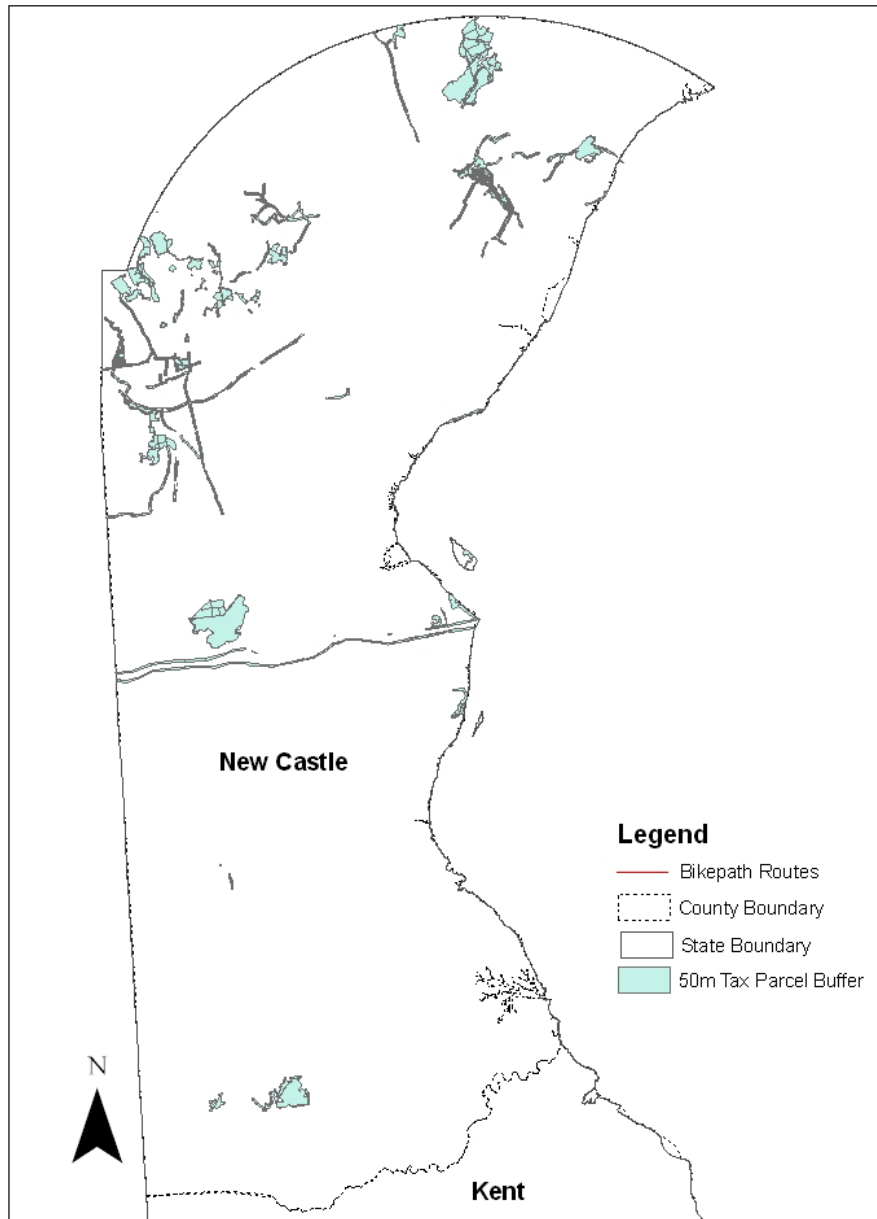 New Castle
Legend
Bikepath Routes
County Boundary
State Boundary
50m Tax Parcel Buffer
N
Kent